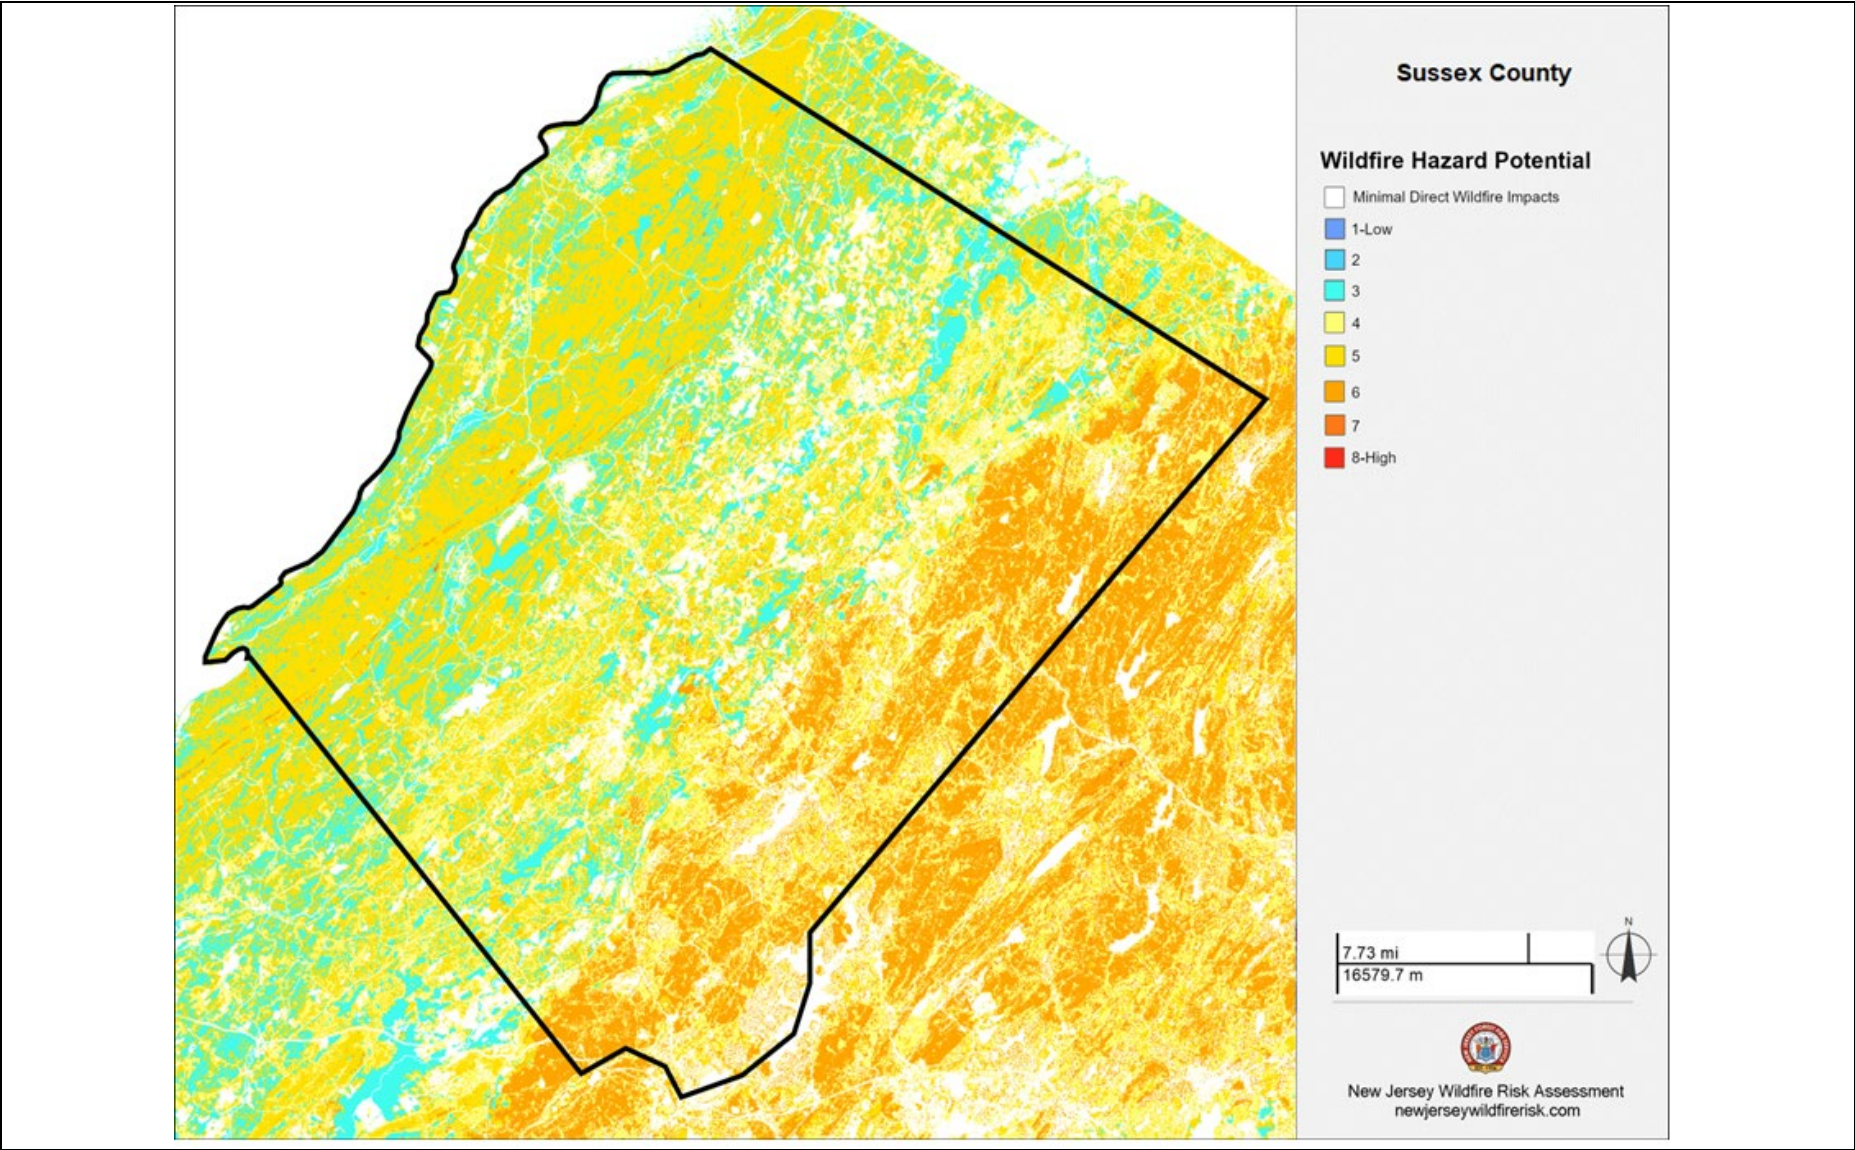 Sussex County
Wildfire Hazard Potential
Minimal Direct Wildfire Impacts
1-Low
2
3
4
5
6
7
8-High
N
7.73 mi
16579.7 m
New Jersey Wildfire Risk Assessment
newjerseywildfirerisk.com